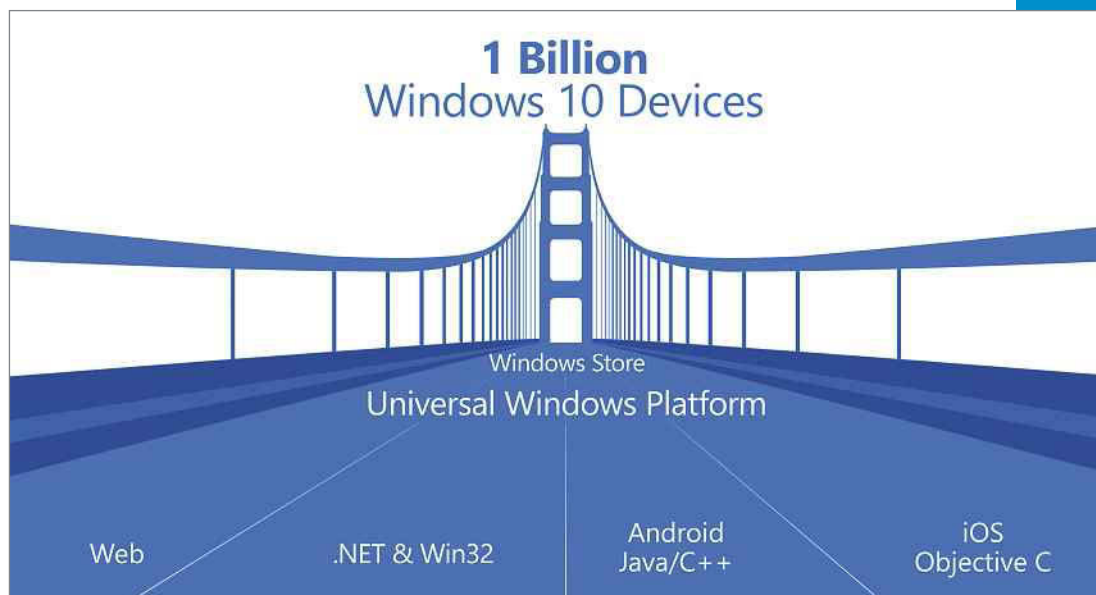 1 Billion
Windows 10 Devices
Windows Store
Universal Windows Platform
Web
.NET & Win32
Android
Java/C++
iOS
Objective C